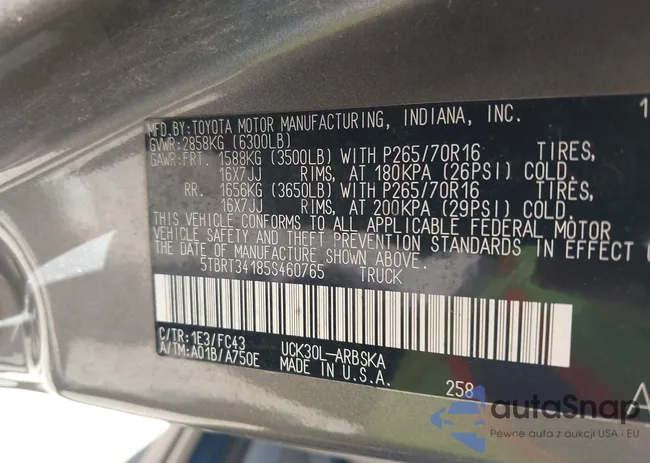 MFD.BY:TOYOTA MOTOR MANUFACTURING, INDIANA, INC. 1
GVWR:2858KG (6300LB)
GAWR:FRT. 1588KG (3500LB) WITH P265/70R16 TIRES,
16X7JJ RIMS, AT 180KPA (26PSI) COLD.
RR. 1656KG (3650LB) WITH P265/70R16 TIRES,
16X7JJ RIMS, AT 200KPA (29PSI) COLD.
THIS VEHICLE CONFORMS TO ALL APPLICABLE FEDERAL MOTOR
VEHICLE SAFETY AND THEFT PREVENTION STANDARDS IN EFFECT
THE DATE OF MANUFACTURE SHOWN ABOVE.
5TBRT34185S460765 TRUCK
C/TR:1E3/FC43 UCK30L-ARBSKA
A/TM:A01B/A750E MADE IN U.S.A. 258
autoSnap
Pewne auta z aukcji USA · EU